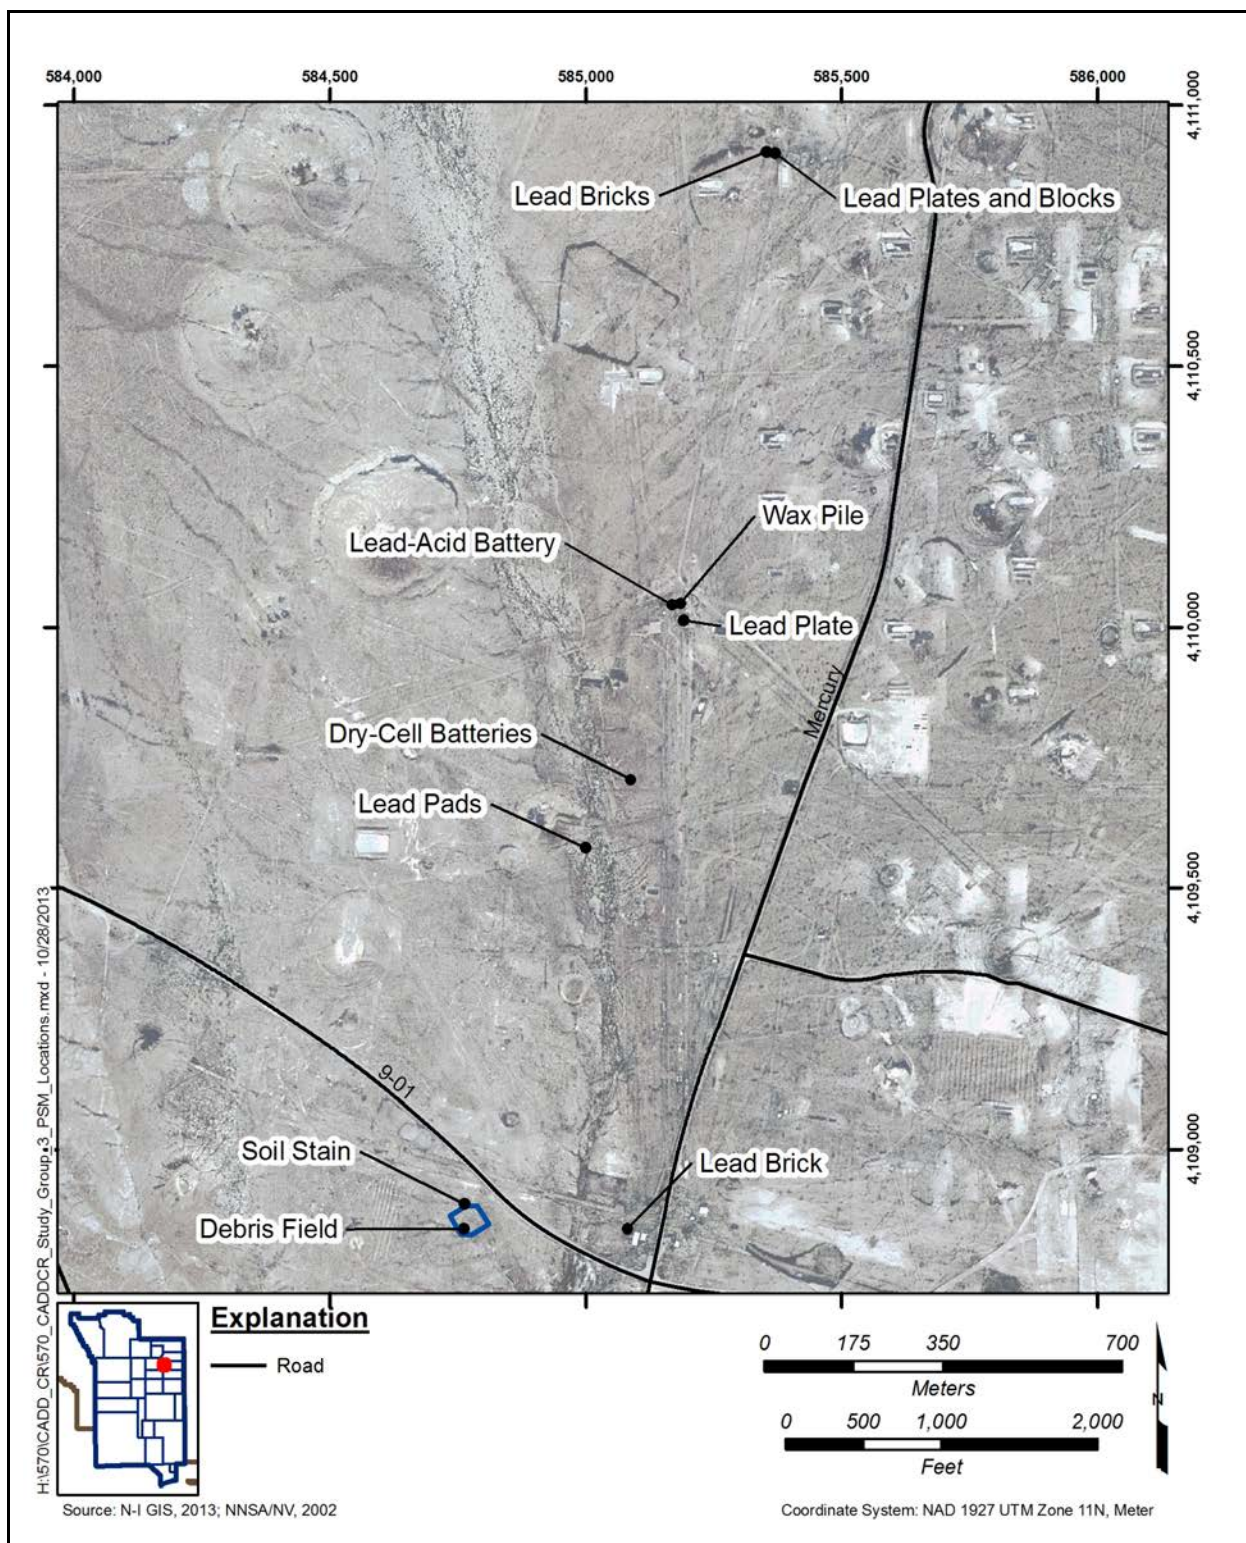 584,000
584,500
585,000
585,500
586,000
4,111,000
Lead Bricks
Lead Plates and Blocks
4,110,500
Wax Pile
Lead-Acid Battery
Lead Plate
4,110,000
Mercury
Dry-Cell Batteries
Lead Pads
4,109,500
9-01
Soil Stain
Lead Brick
4,109,000
Debris Field
H:\570\CADD_CR\570_CADDCR_Study_Group_3_PSM_Locations.mxd - 10/28/2013
Explanation
Road
0 175 350 700
Meters
0 500 1,000 2,000
Feet
N
Source: N-I GIS, 2013; NNSA/NV, 2002
Coordinate System: NAD 1927 UTM Zone 11N, Meter